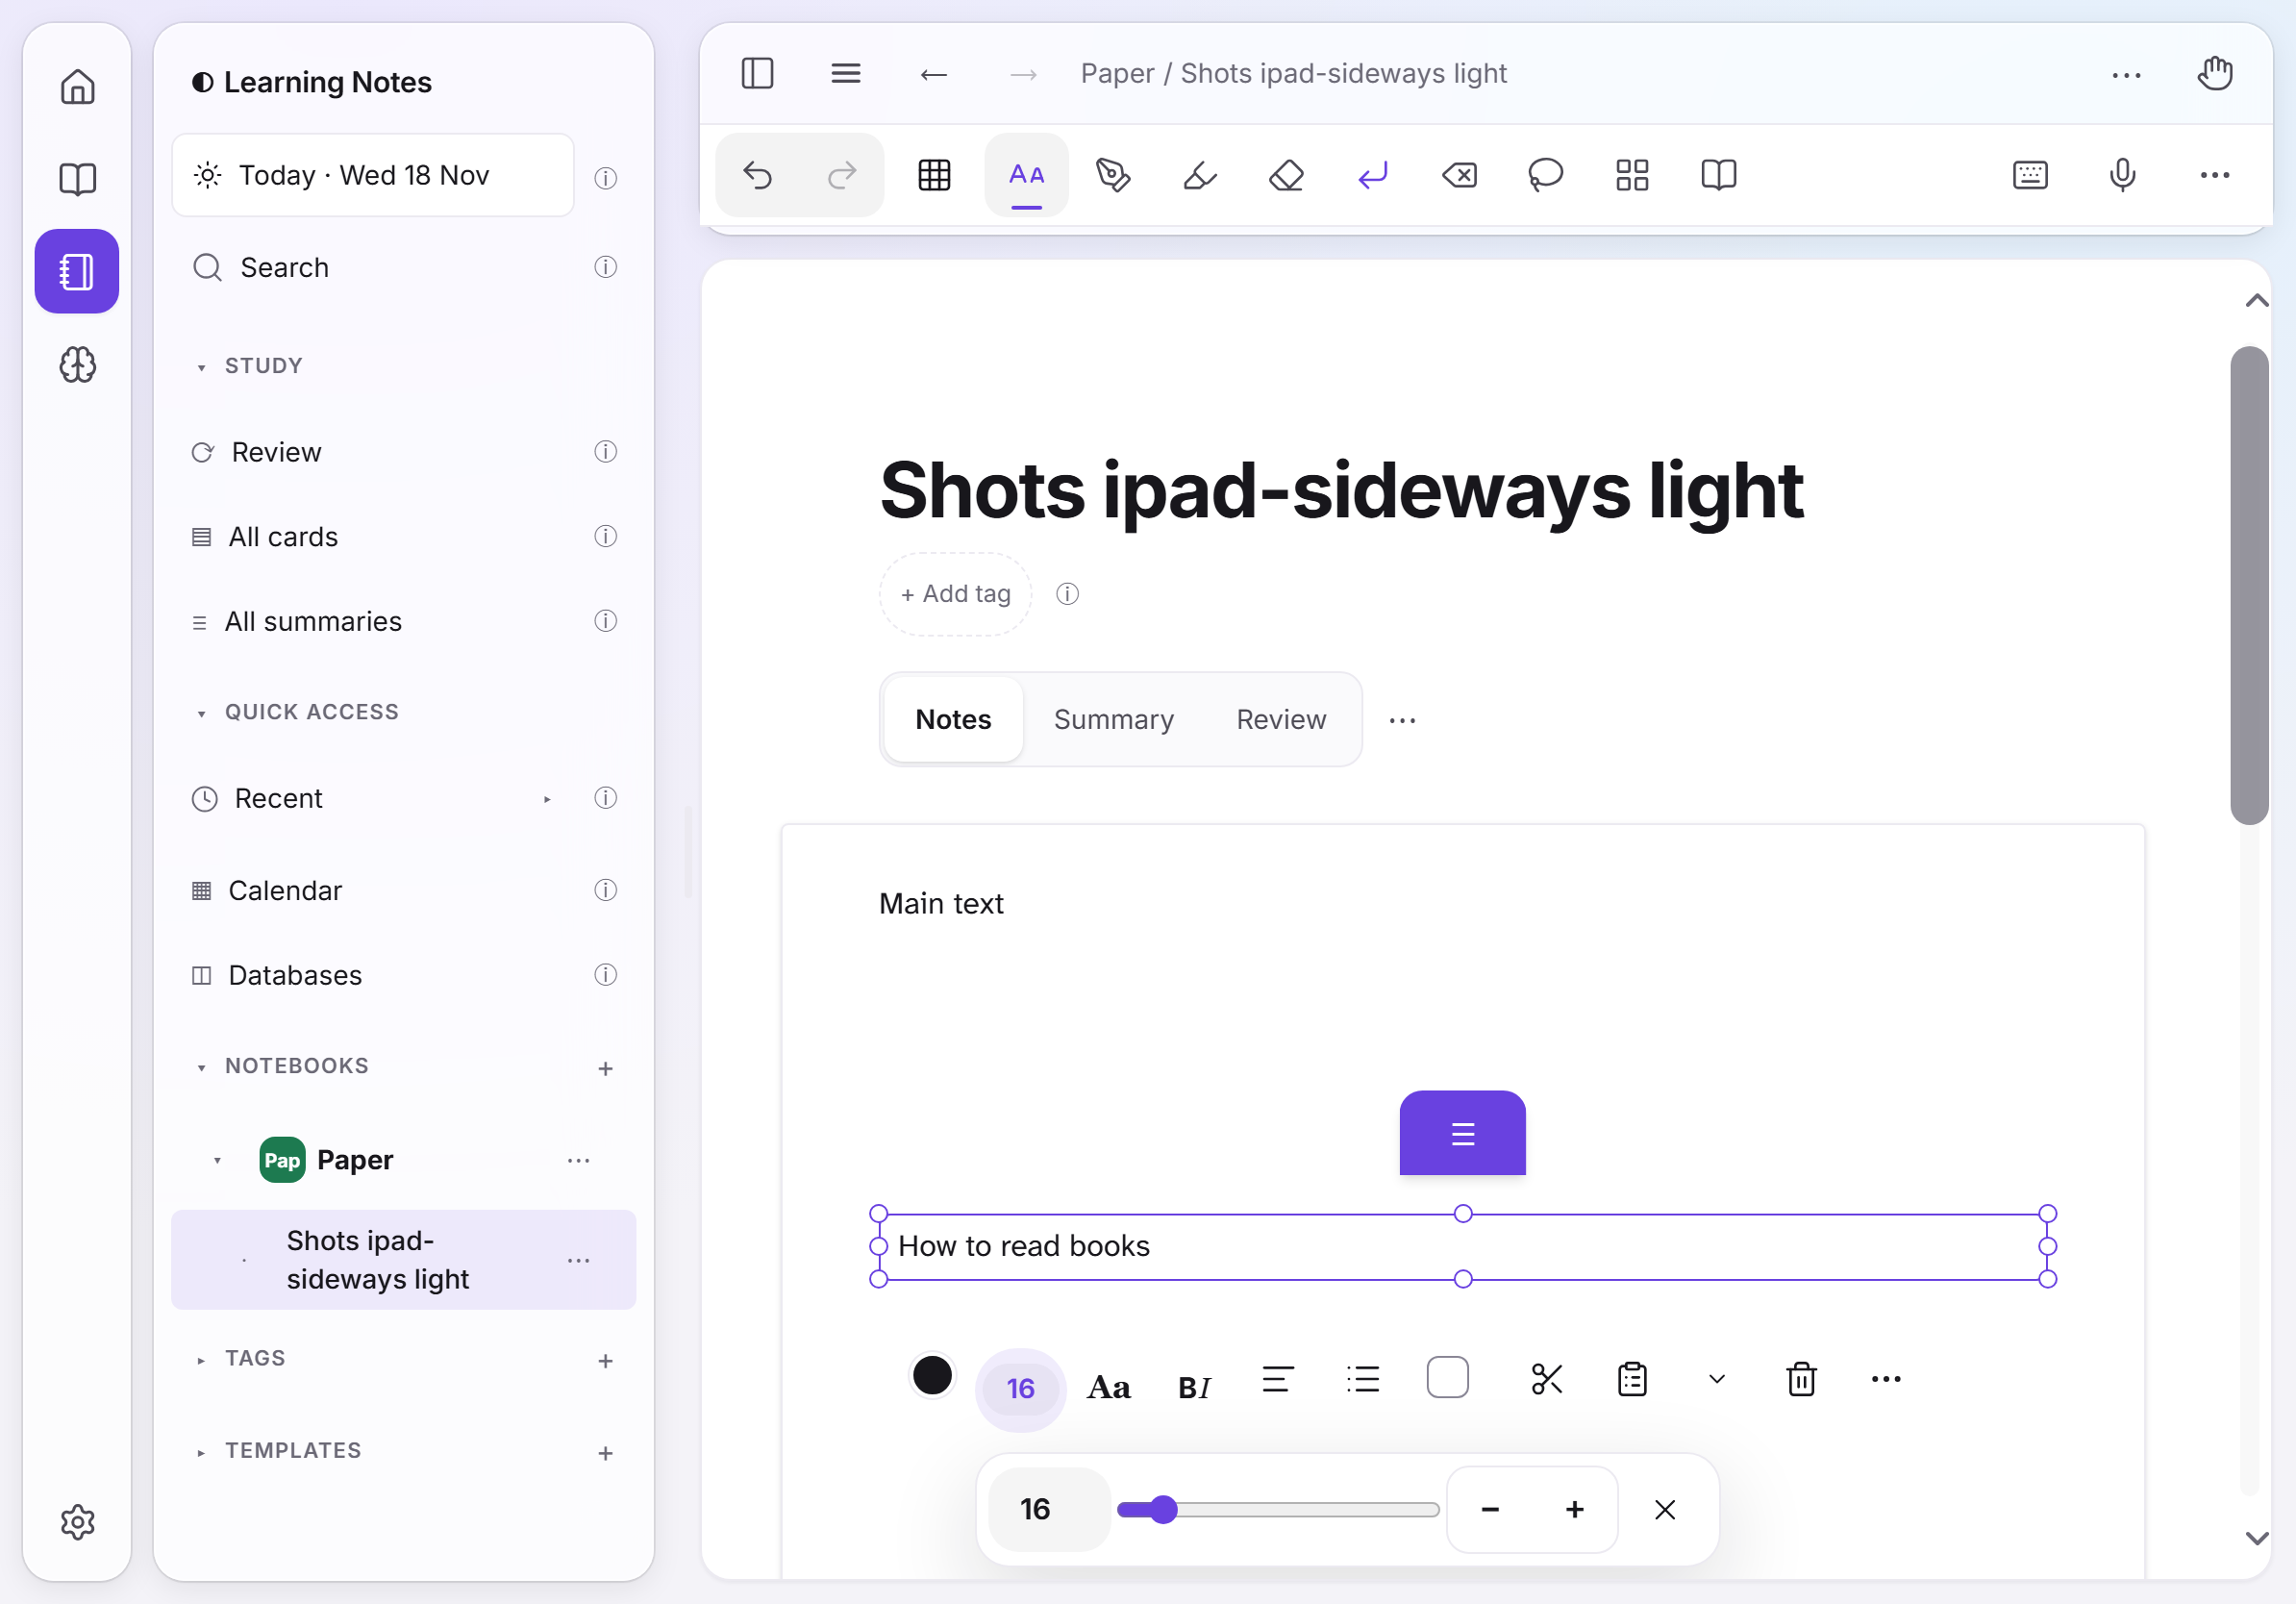 Learning Notes
Today · Wed 18 Nov
Search
STUDY
Review
All cards
All summaries
QUICK ACCESS
Recent
Calendar
Databases
NOTEBOOKS
+
Pap
Paper
Shots ipad-
sideways light
TAGS
+
TEMPLATES
+
Paper / Shots ipad-sideways light
AA
Shots ipad-sideways light
+ Add tag
Notes Summary Review
Main text
How to read books
16 Aa BI
16 − +